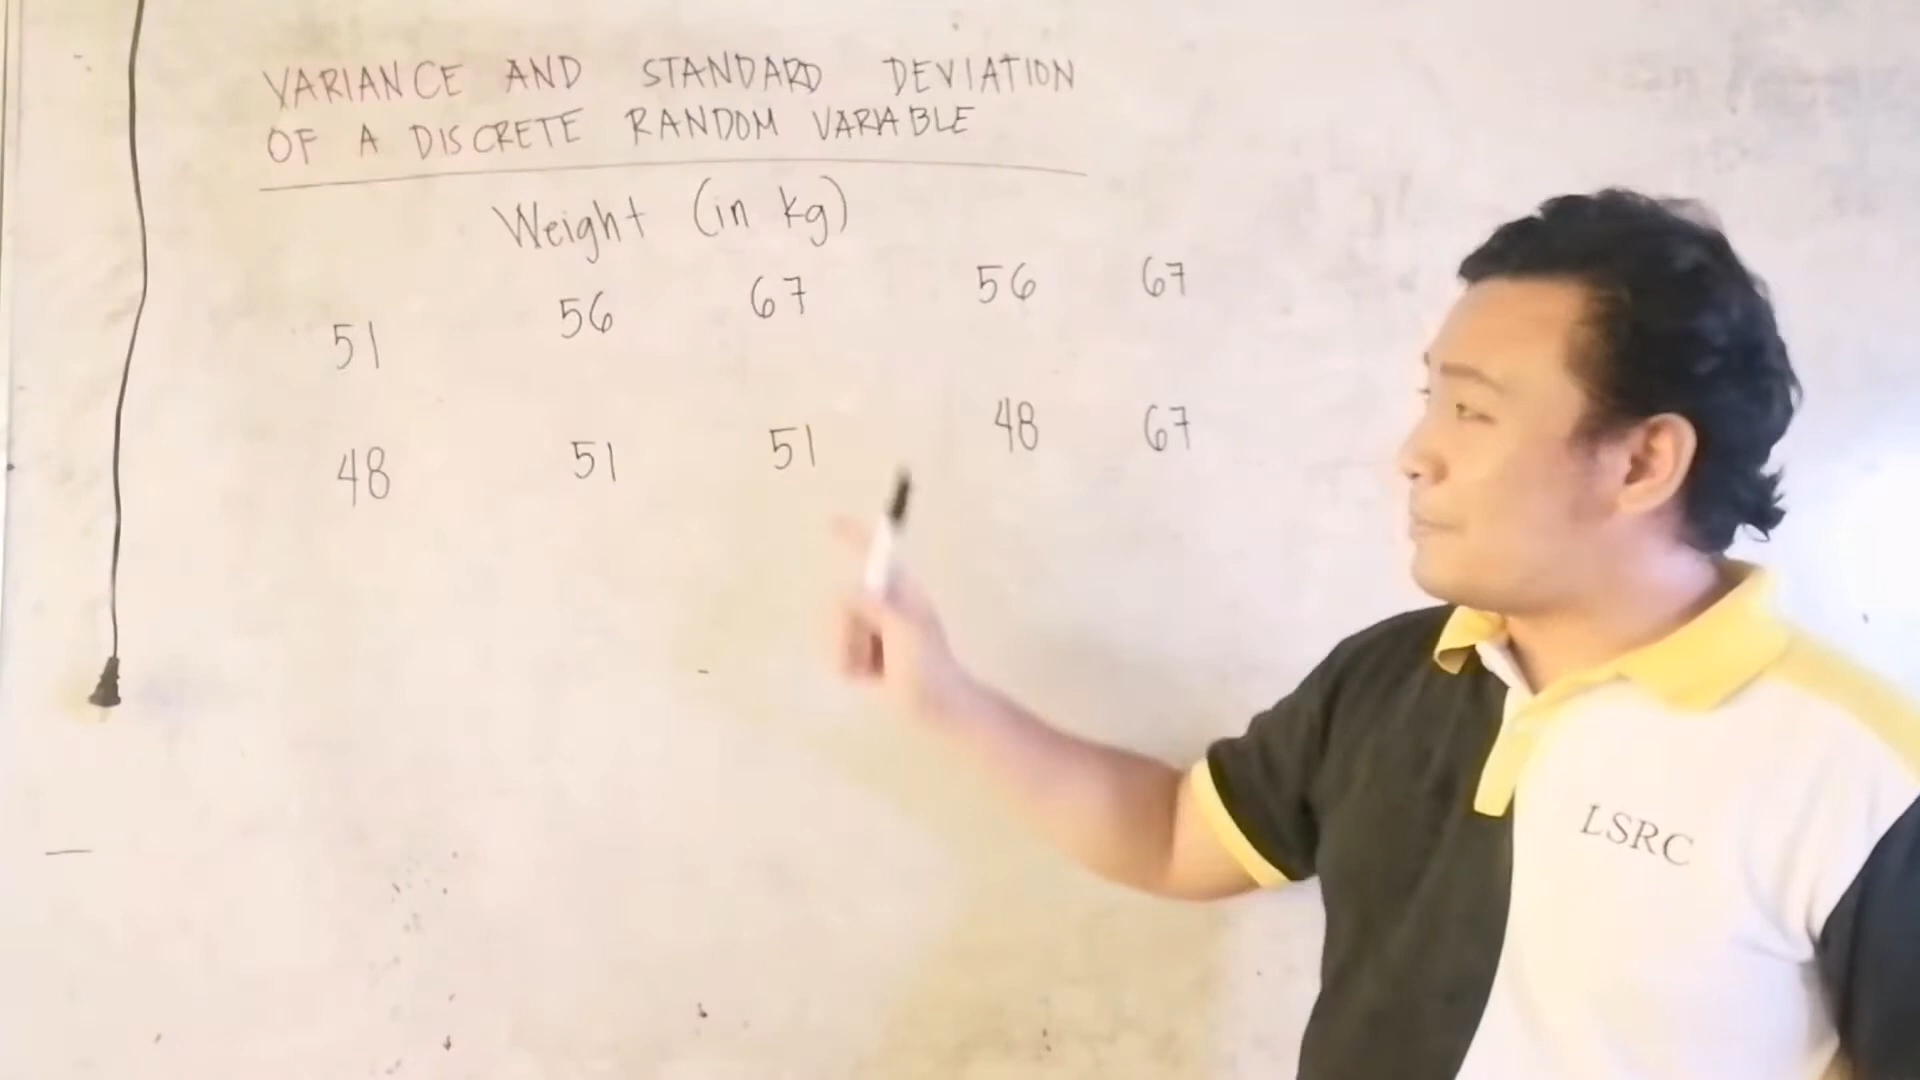 VARIANCE AND STANDARD DEVIATION
OF A DISCRETE RANDOM VARIABLE
Weight (in kg)
51 56 67 56 67
48 51 51 48 67
LSRC